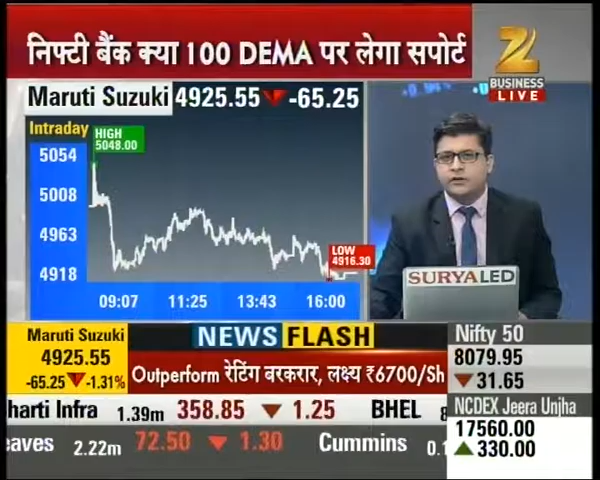 निफ्टी बैंक क्या 100 DEMA पर लेगा सपोर्ट
Z
BUSINESS
LIVE
Maruti Suzuki 4925.55 -65.25
Intraday
HIGH
5048.00
5054
5008
4963
4918
LOW
4916.30
09:07 11:25 13:43 16:00
SURYA LED
Maruti Suzuki
4925.55
-65.25 -1.31%
NEWS FLASH
Outperform रेटिंग बरकरार, लक्ष्य ₹6700/Sh
Nifty 50
8079.95
31.65
harti Infra 1.39m 358.85 1.25 BHEL
NCDEX Jeera Unjha
17560.00
330.00
eaves 2.22m 72.50 1.30 Cummins 0.1